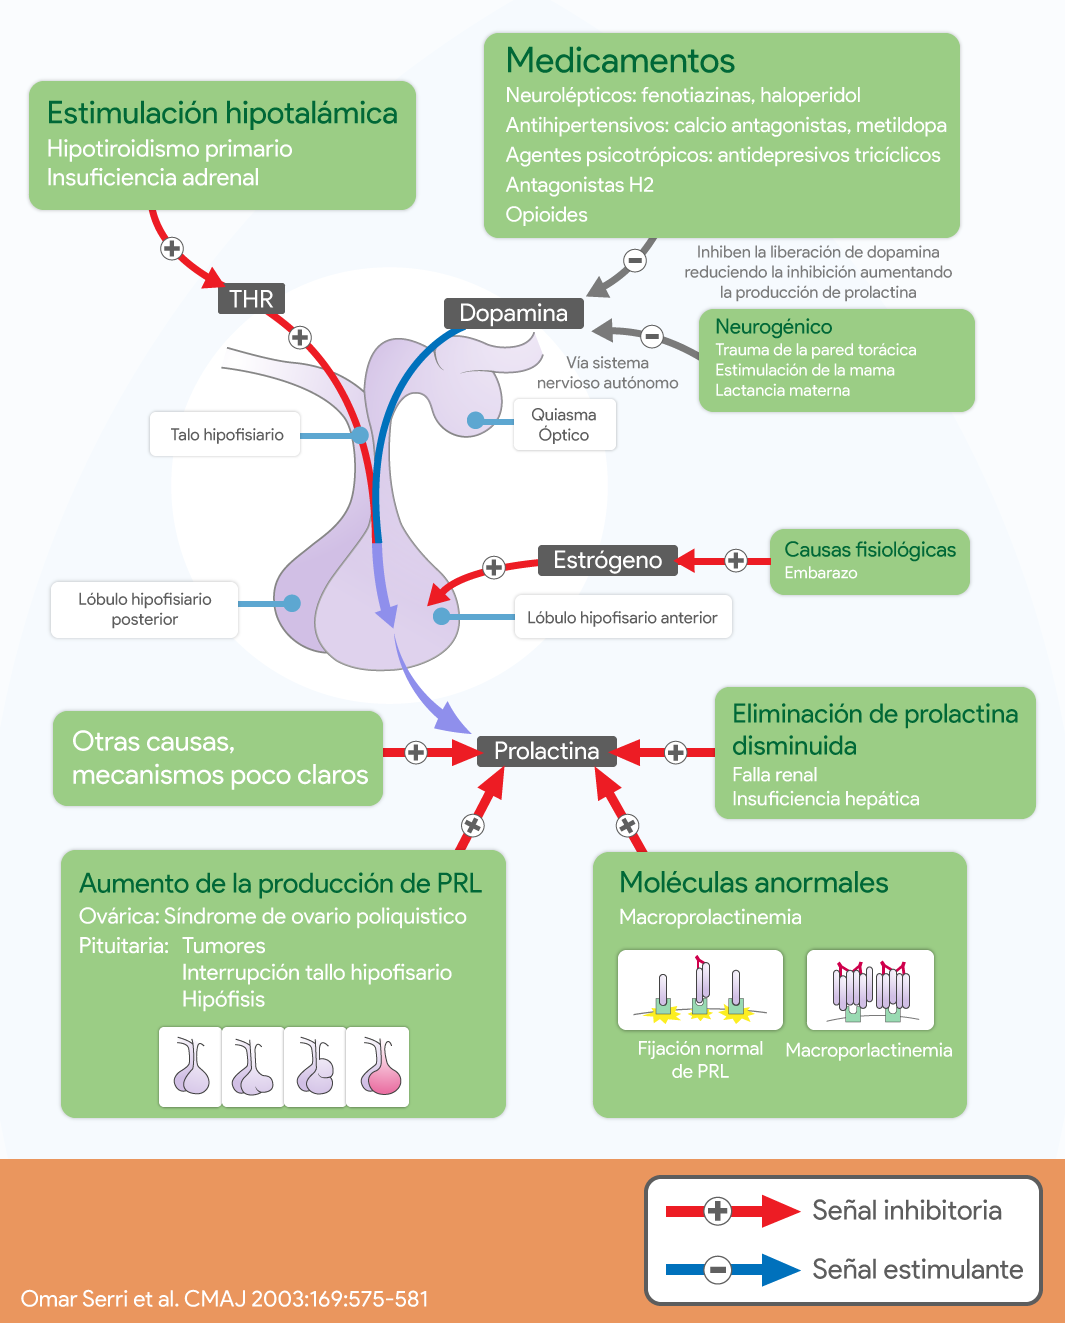 Medicamentos
Neurolépticos: fenotiazinas, haloperidol
Antihipertensivos: calcio antagonistas, metildopa
Agentes psicotrópicos: antidepresivos tricíclicos
Antagonistas H2
Opioides
Estimulación hipotalámica
Hipotiroidismo primario
Insuficiencia adrenal
Inhiben la liberación de dopamina
reduciendo la inhibición aumentando
la producción de prolactina
THR
Dopamina
Neurogénico
Trauma de la pared torácica
Estimulación de la mama
Lactancia materna
Vía sistema
nervioso autónomo
Quiasma
Óptico
Talo hipofisiario
Estrógeno
Causas fisiológicas
Embarazo
Lóbulo hipofisiario
posterior
Lóbulo hipofisario anterior
Otras causas,
mecanismos poco claros
Prolactina
Eliminación de prolactina
disminuida
Falla renal
Insuficiencia hepática
Aumento de la producción de PRL
Ovárica: Síndrome de ovario poliquistico
Pituitaria: Tumores
Interrupción tallo hipofisario
Hipófisis
Moléculas anormales
Macroprolactinemia
Fijación normal
de PRL
Macroporlactinemia
Señal inhibitoria
Señal estimulante
Omar Serri et al. CMAJ 2003:169:575-581